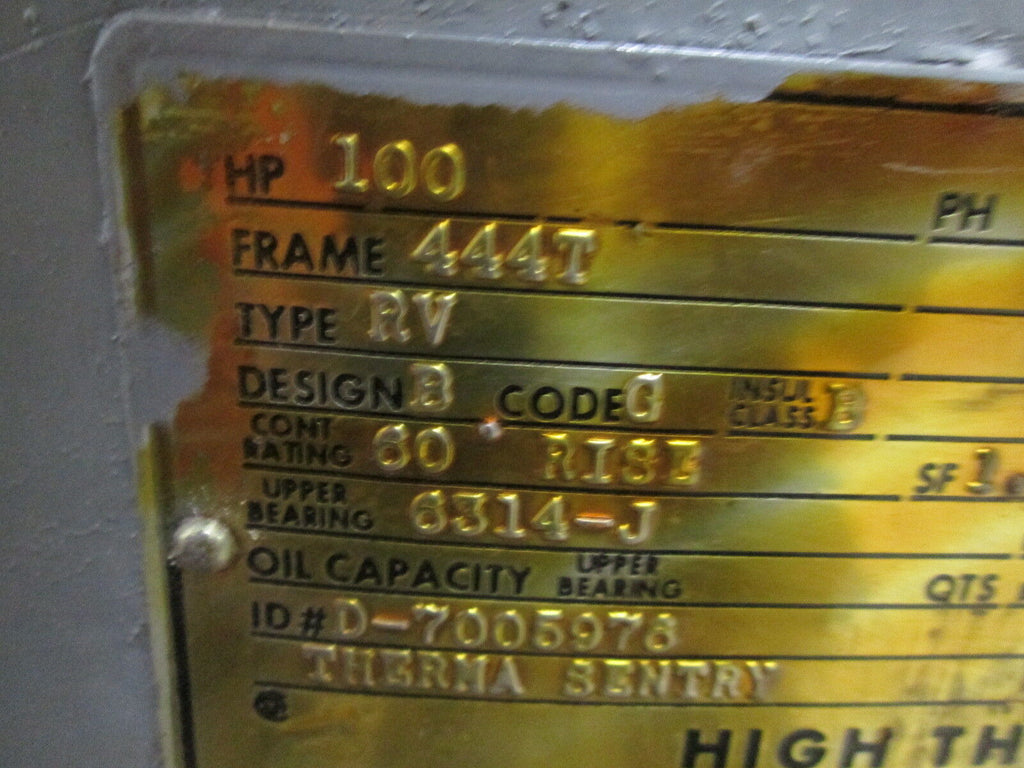 HP 100 PH
FRAME 444T
TYPE RV
DESIGN B CODE G INSUL CLASS B
CONT RATING 60 RISE SF 1.
UPPER BEARING 6314-J
OIL CAPACITY UPPER BEARING QTS
ID# D-7005978
THERMA SENTRY
HIGH TH